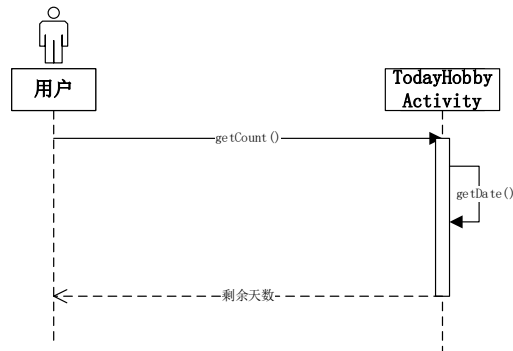 用户
TodayHobby
Activity
getCount()
getDate()
剩余天数